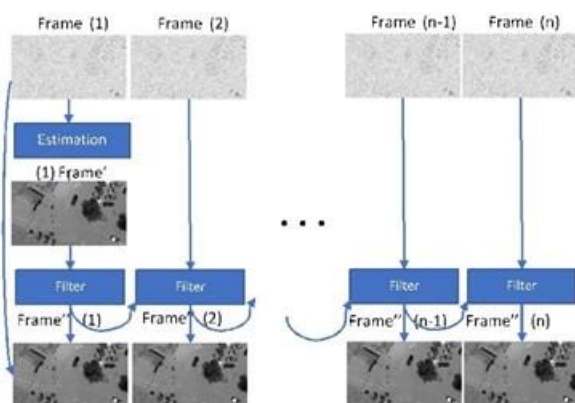 Frame (1)
Frame (2)
Frame (n-1)
Frame (n)
Estimation
(1) Frame'
. . .
Filter
Filter
Filter
Filter
Frame'' (1)
Frame'' (2)
Frame'' (n-1)
Frame'' (n)